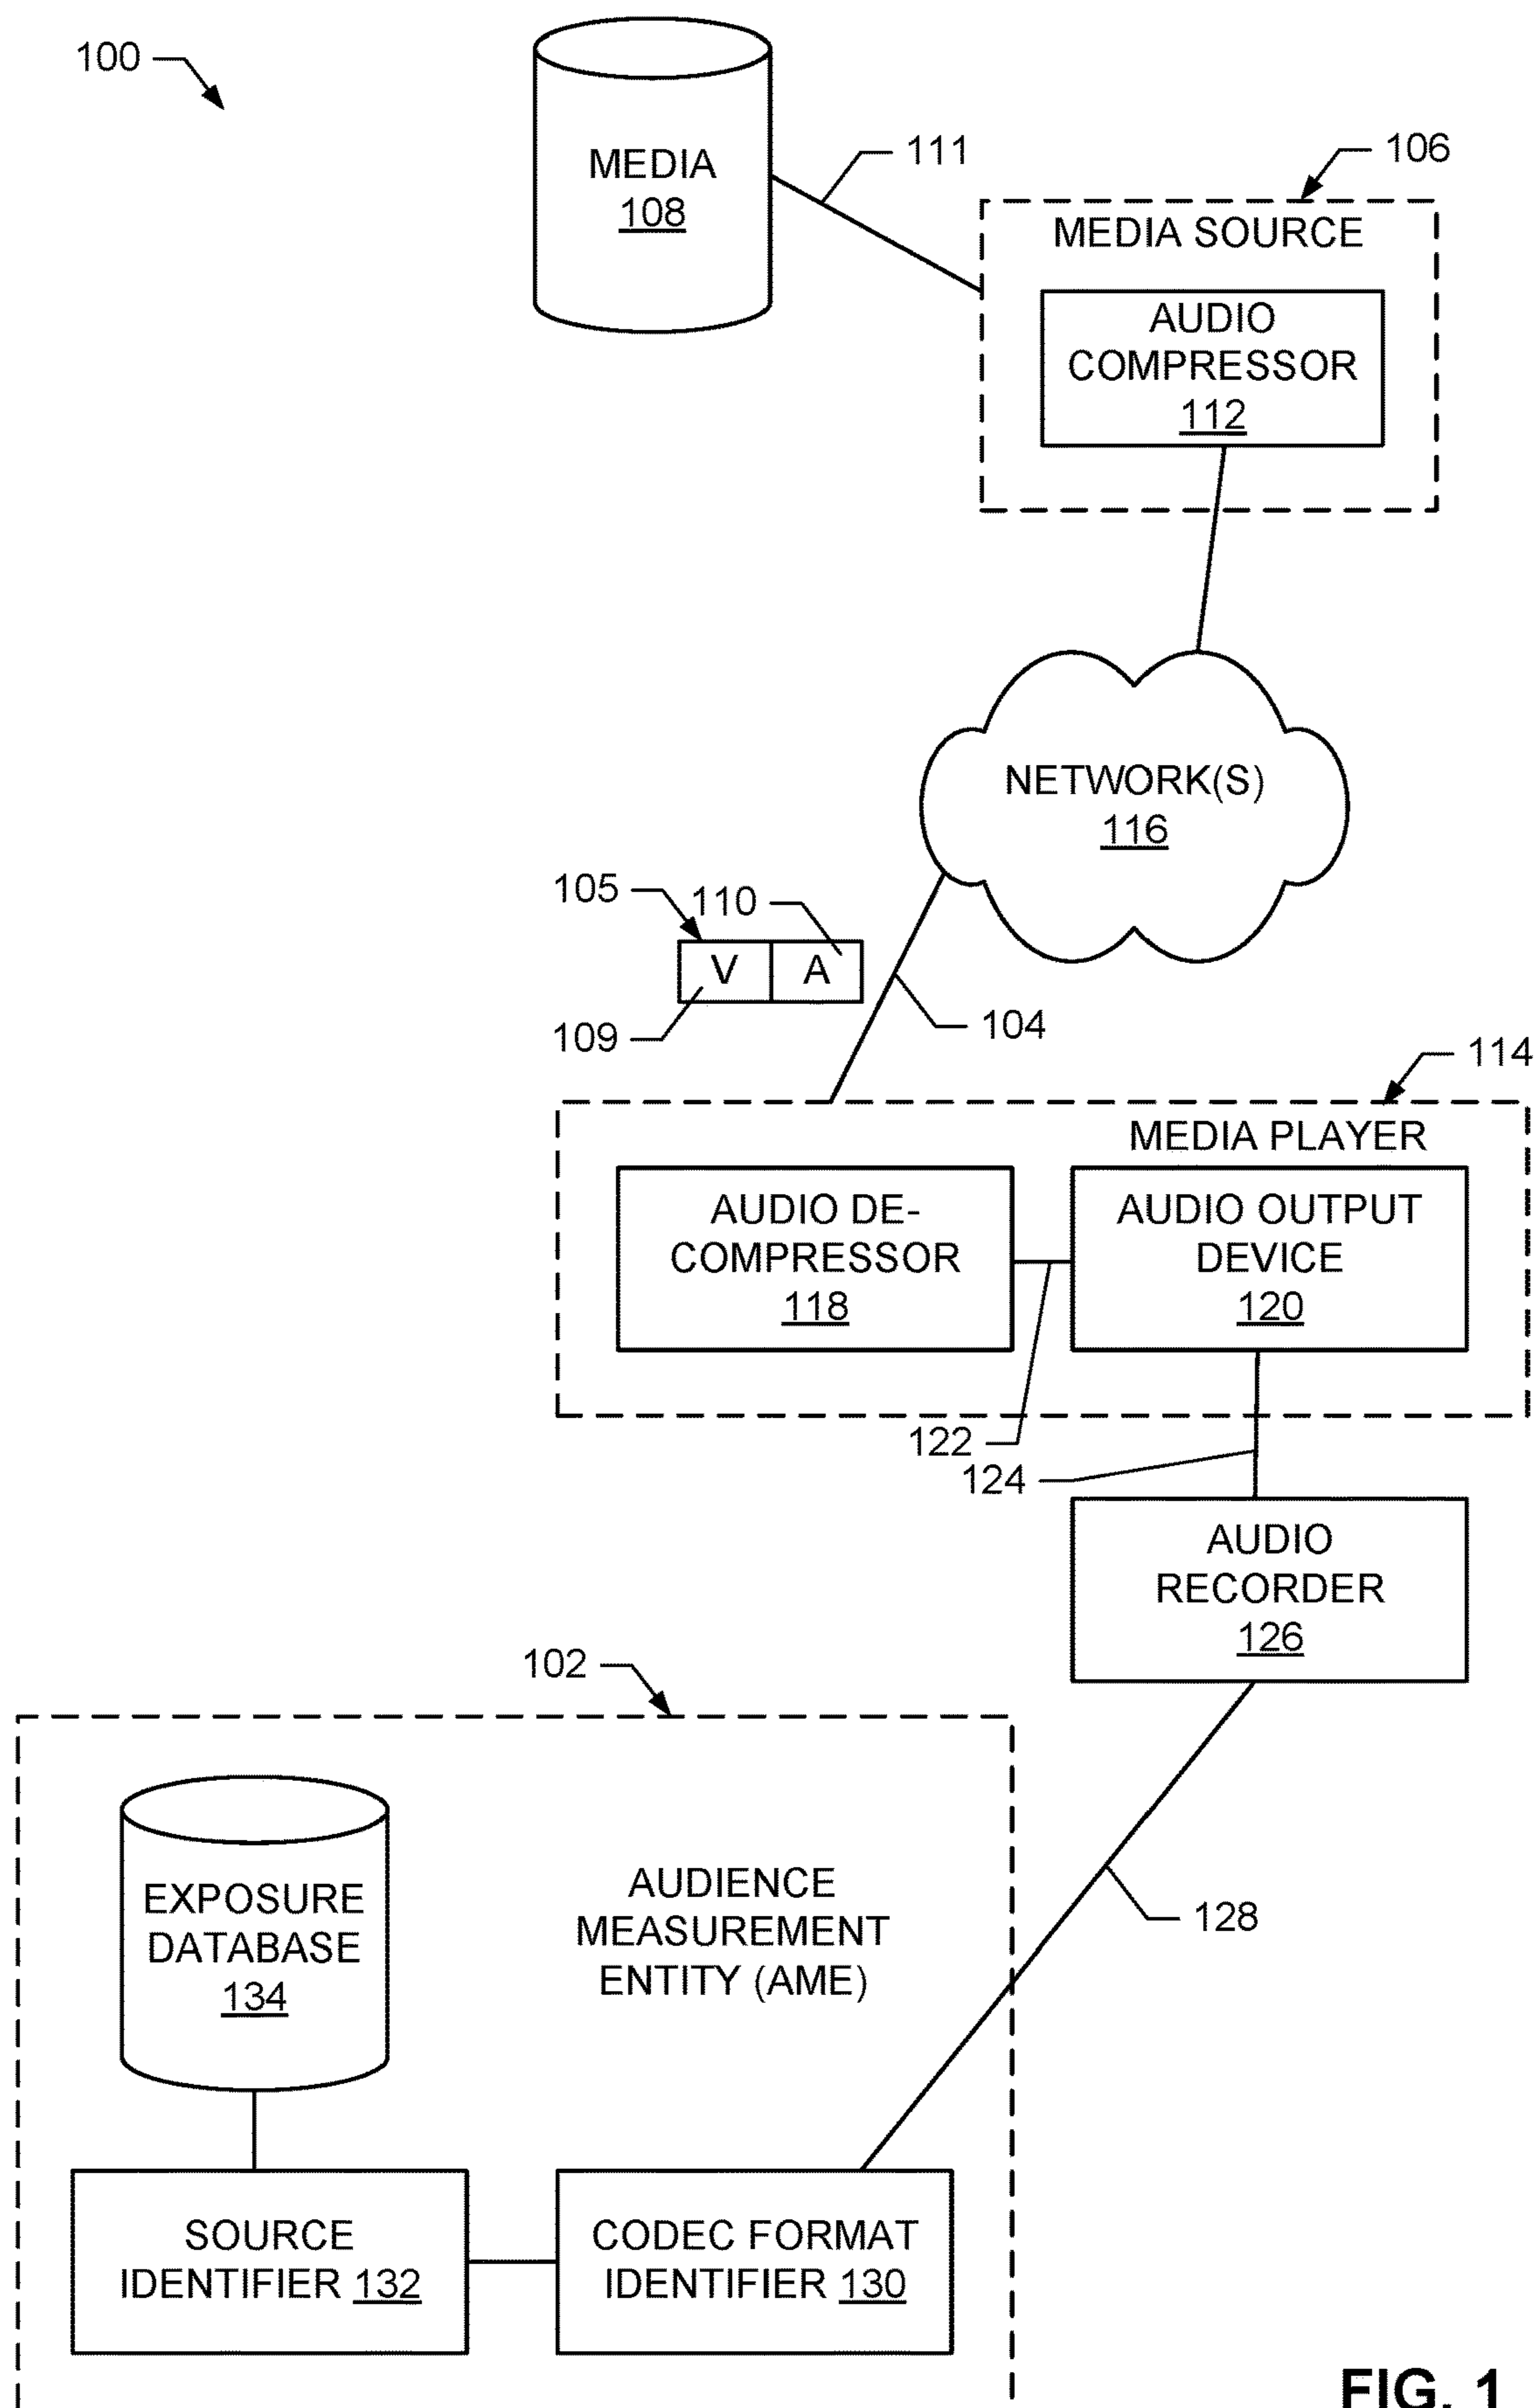 100
MEDIA
108
111
106
MEDIA SOURCE
AUDIO
COMPRESSOR
112
NETWORK(S)
116
105
110
V
A
109
104
114
MEDIA PLAYER
AUDIO DE-
COMPRESSOR
118
AUDIO OUTPUT
DEVICE
120
122
124
AUDIO
RECORDER
126
102
EXPOSURE
DATABASE
134
AUDIENCE
MEASUREMENT
ENTITY (AME)
128
SOURCE
IDENTIFIER 132
CODEC FORMAT
IDENTIFIER 130
FIG. 1